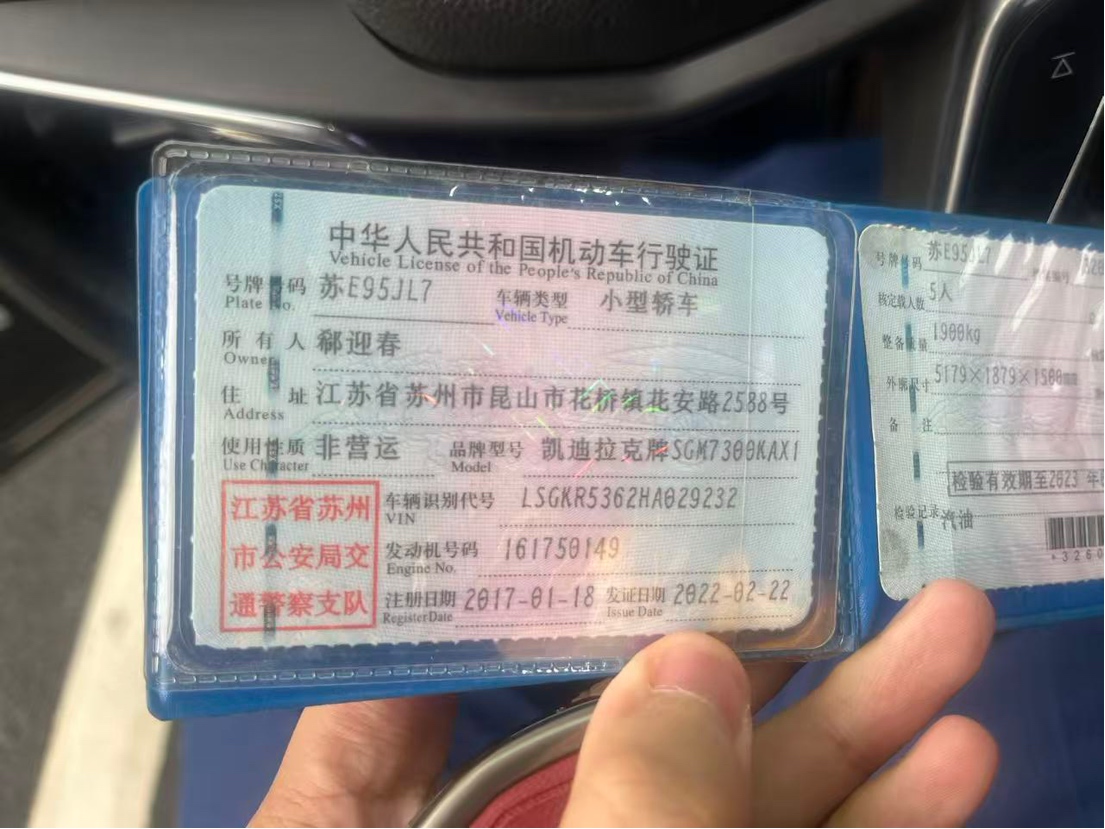 中华人民共和国机动车行驶证
Vehicle License of the People's Republic of China
号牌号码 苏E95JL7 车辆类型 小型轿车
Plate No. Vehicle Type
所有人 郗迎春
Owner
住址 江苏省苏州市昆山市花桥镇花安路2588号
Address
使用性质 非营运 品牌型号 凯迪拉克牌SGM7300KAX1
Use Character Model
江苏省苏州
市公安局交
通警察支队
车辆识别代号 LSGKR5362HA029232
VIN
发动机号码 161750149
Engine No.
注册日期 2017-01-18 发证日期 2022-02-22
Register Date Issue Date
号牌号码 苏E95JL7
核定载人数 5人
整备质量 1900kg
外廓尺寸 5179×1879×1500mm
备注
检验有效期至2023 年
检验记录 汽油